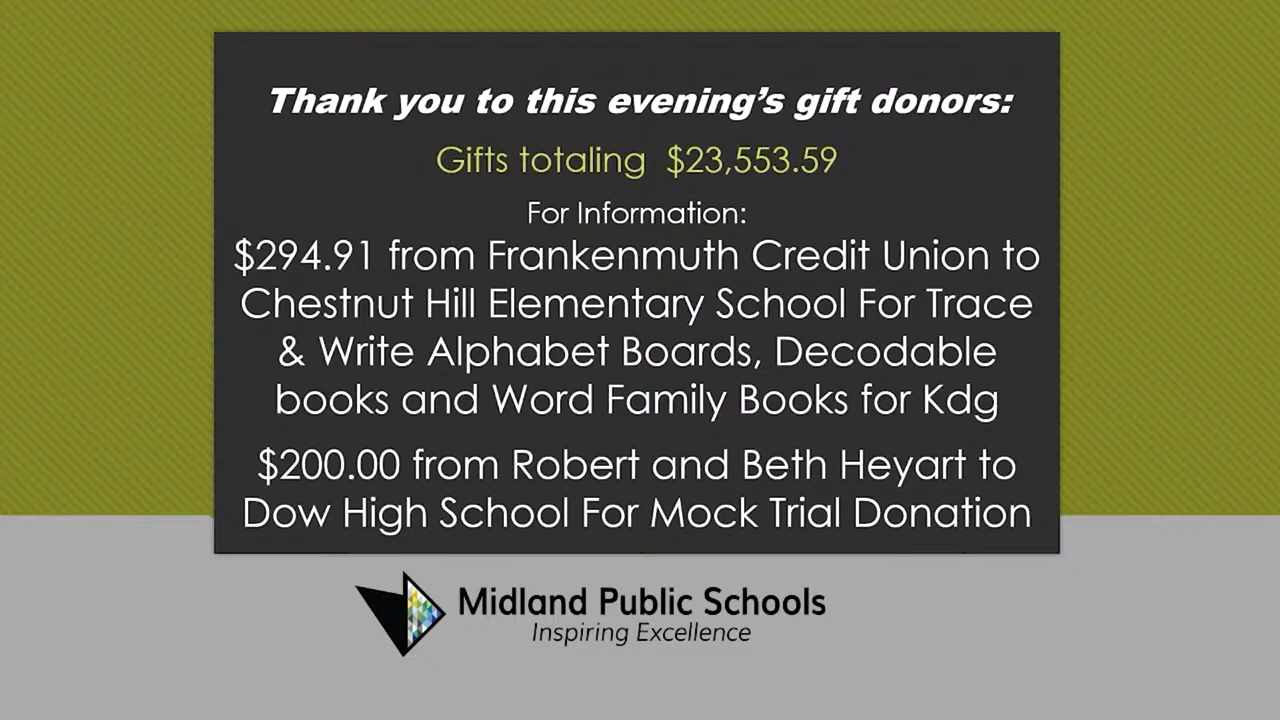 Thank you to this evening's gift donors:
Gifts totaling $23,553.59
For Information:
$294.91 from Frankenmuth Credit Union to
Chestnut Hill Elementary School For Trace
& Write Alphabet Boards, Decodable
books and Word Family Books for Kdg
$200.00 from Robert and Beth Heyart to
Dow High School For Mock Trial Donation
Midland Public Schools
Inspiring Excellence